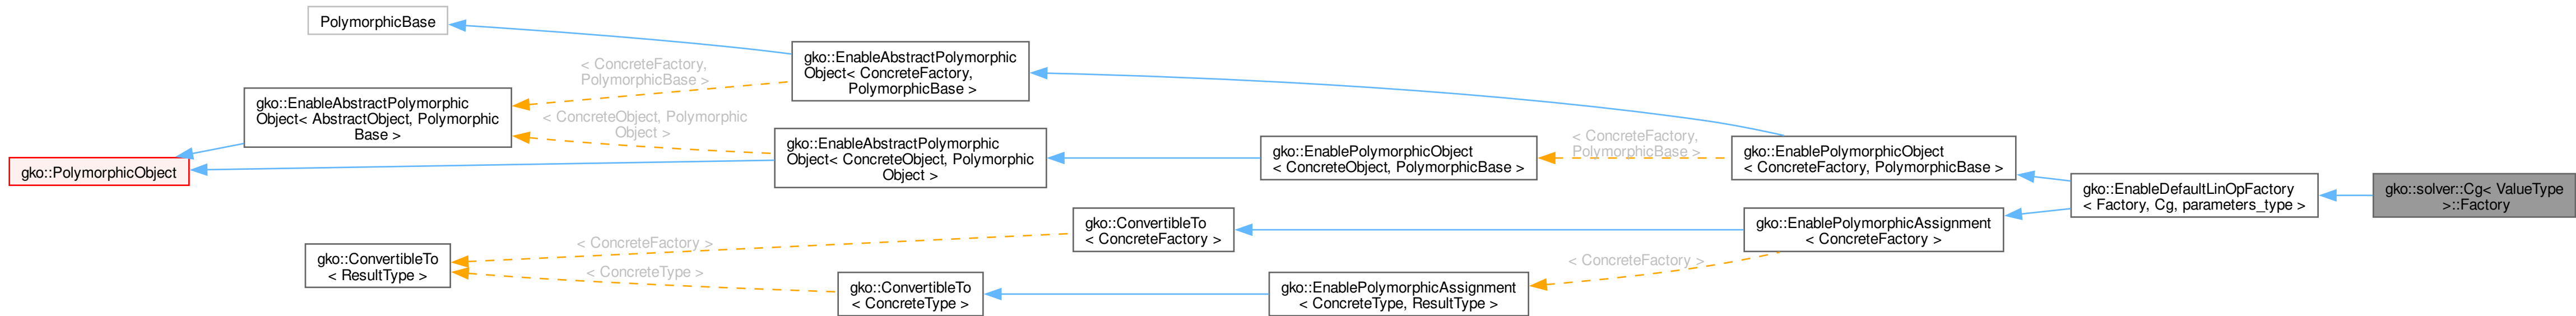 PolymorphicBase
gko::EnableAbstractPolymorphic
Object< ConcreteFactory,
PolymorphicBase >
< ConcreteFactory,
PolymorphicBase >
gko::EnableAbstractPolymorphic
Object< AbstractObject, Polymorphic
Base >
< ConcreteObject, Polymorphic
Object >
gko::EnableAbstractPolymorphic
Object< ConcreteObject, Polymorphic
Object >
gko::PolymorphicObject
gko::EnablePolymorphicObject
< ConcreteObject, PolymorphicBase >
< ConcreteFactory,
PolymorphicBase >
gko::EnablePolymorphicObject
< ConcreteFactory, PolymorphicBase >
gko::EnableDefaultLinOpFactory
< Factory, Cg, parameters_type >
gko::solver::Cg< ValueType
>::Factory
gko::ConvertibleTo
< ConcreteFactory >
gko::EnablePolymorphicAssignment
< ConcreteFactory >
< ConcreteFactory >
gko::ConvertibleTo
< ResultType >
< ConcreteType >
gko::ConvertibleTo
< ConcreteType >
gko::EnablePolymorphicAssignment
< ConcreteType, ResultType >
< ConcreteFactory >